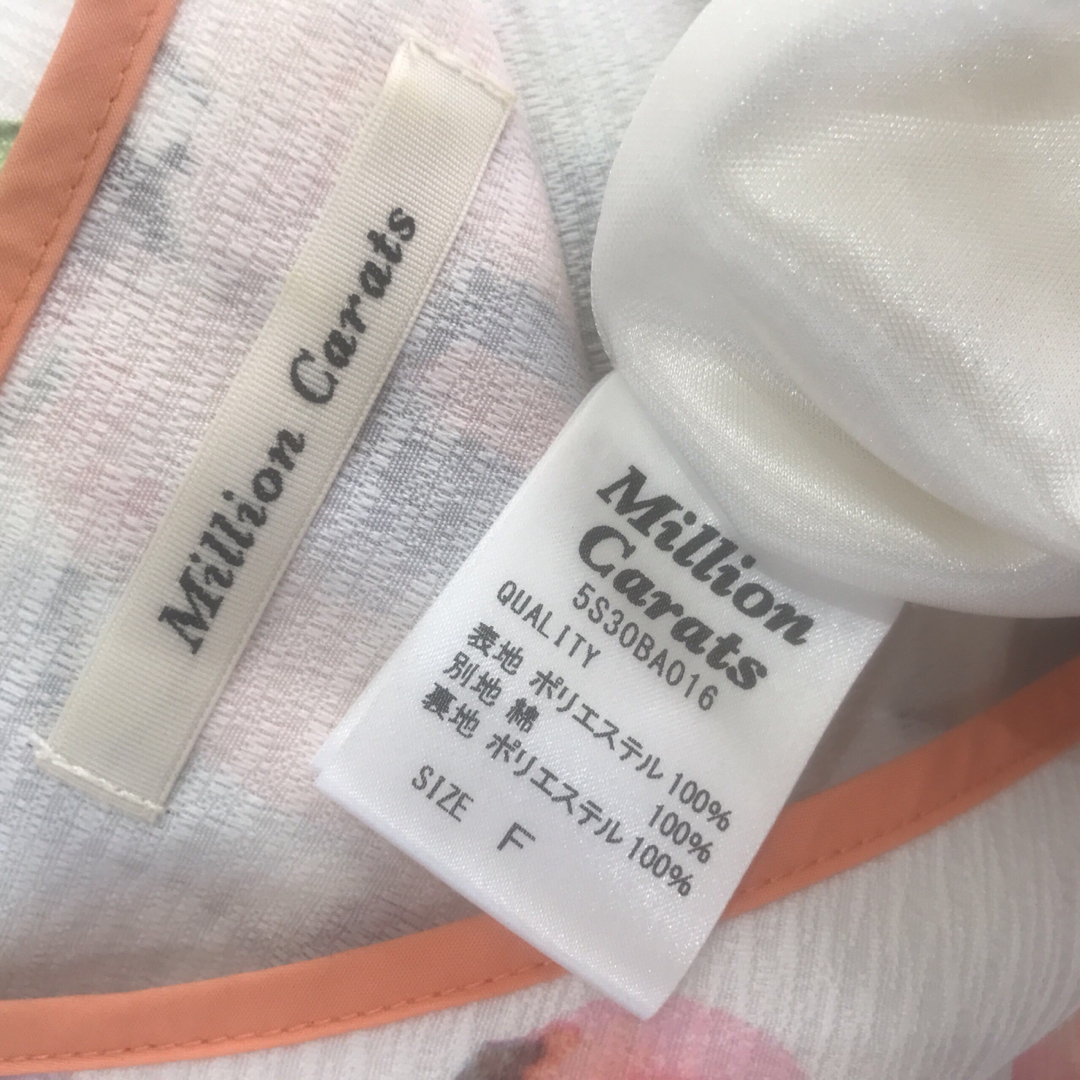 Million Carats
Million
Carats
5S30BA016
QUALITY
表地 ポリエステル 100%
別地 綿 100%
裏地 ポリエステル 100%
SIZE F